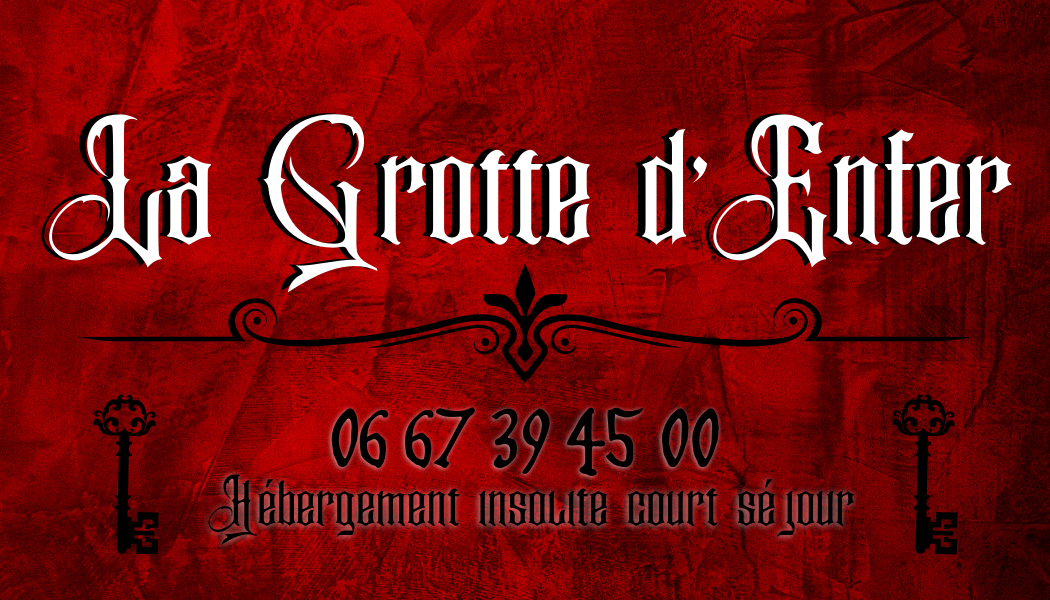 La Grotte d'Enfer
06 67 39 45 00
Hébergement insolite court séjour